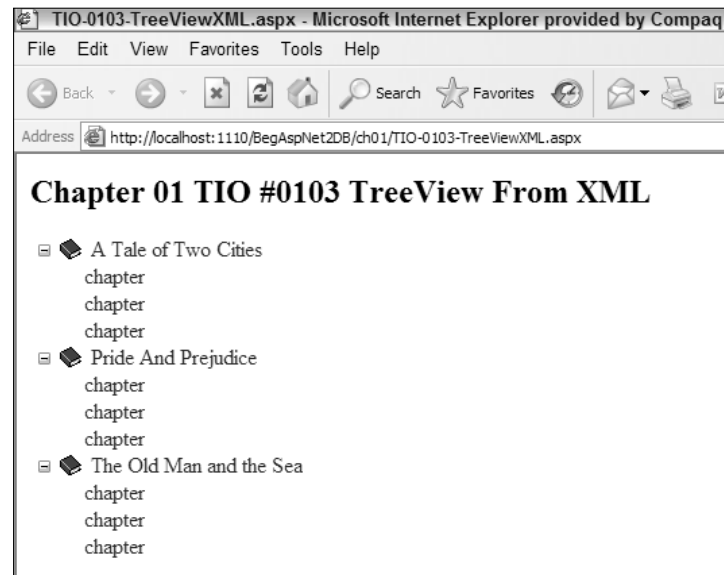 TIO-0103-TreeViewXML.aspx - Microsoft Internet Explorer provided by Compaq
File Edit View Favorites Tools Help
Back Search Favorites
Address http://localhost:1110/BegAspNet2DB/ch01/TIO-0103-TreeViewXML.aspx
Chapter 01 TIO #0103 TreeView From XML
A Tale of Two Cities
chapter
chapter
chapter
Pride And Prejudice
chapter
chapter
chapter
The Old Man and the Sea
chapter
chapter
chapter